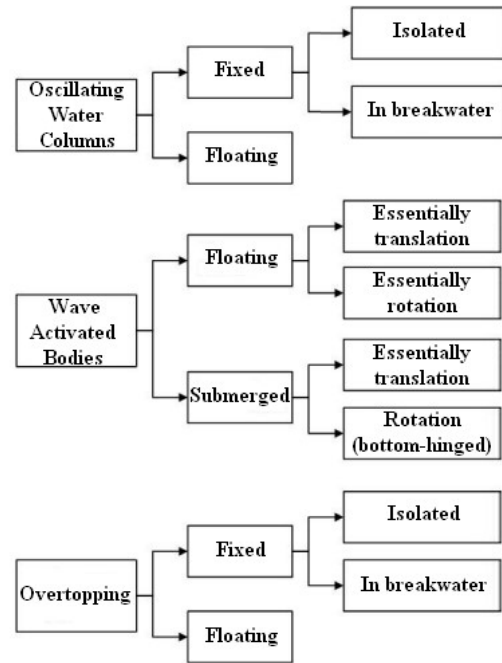 Oscillating
Water
Columns
Fixed
Isolated
In breakwater
Floating
Wave
Activated
Bodies
Floating
Essentially
translation
Essentially
rotation
Submerged
Essentially
translation
Rotation
(bottom-hinged)
Overtopping
Fixed
Isolated
In breakwater
Floating